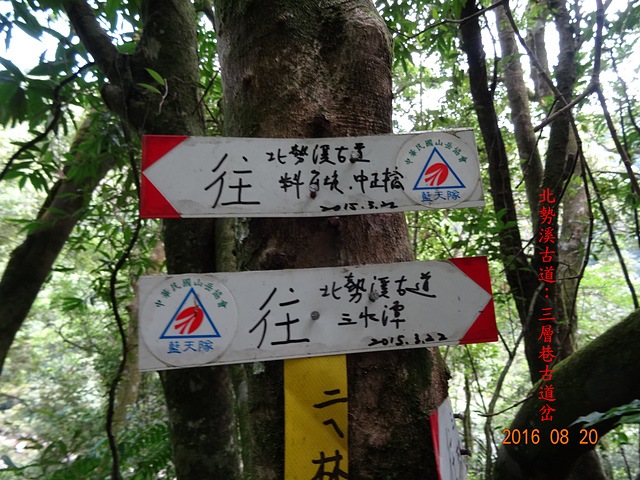 往 北勢溪古道
料角坑.中正橋
2015.3.22
中華民國山岳協會
藍天隊
往 北勢溪古道
三水潭
2015.3.22
中華民國山岳協會
藍天隊
北勢溪古道.三層巷古道岔
2016 08 20